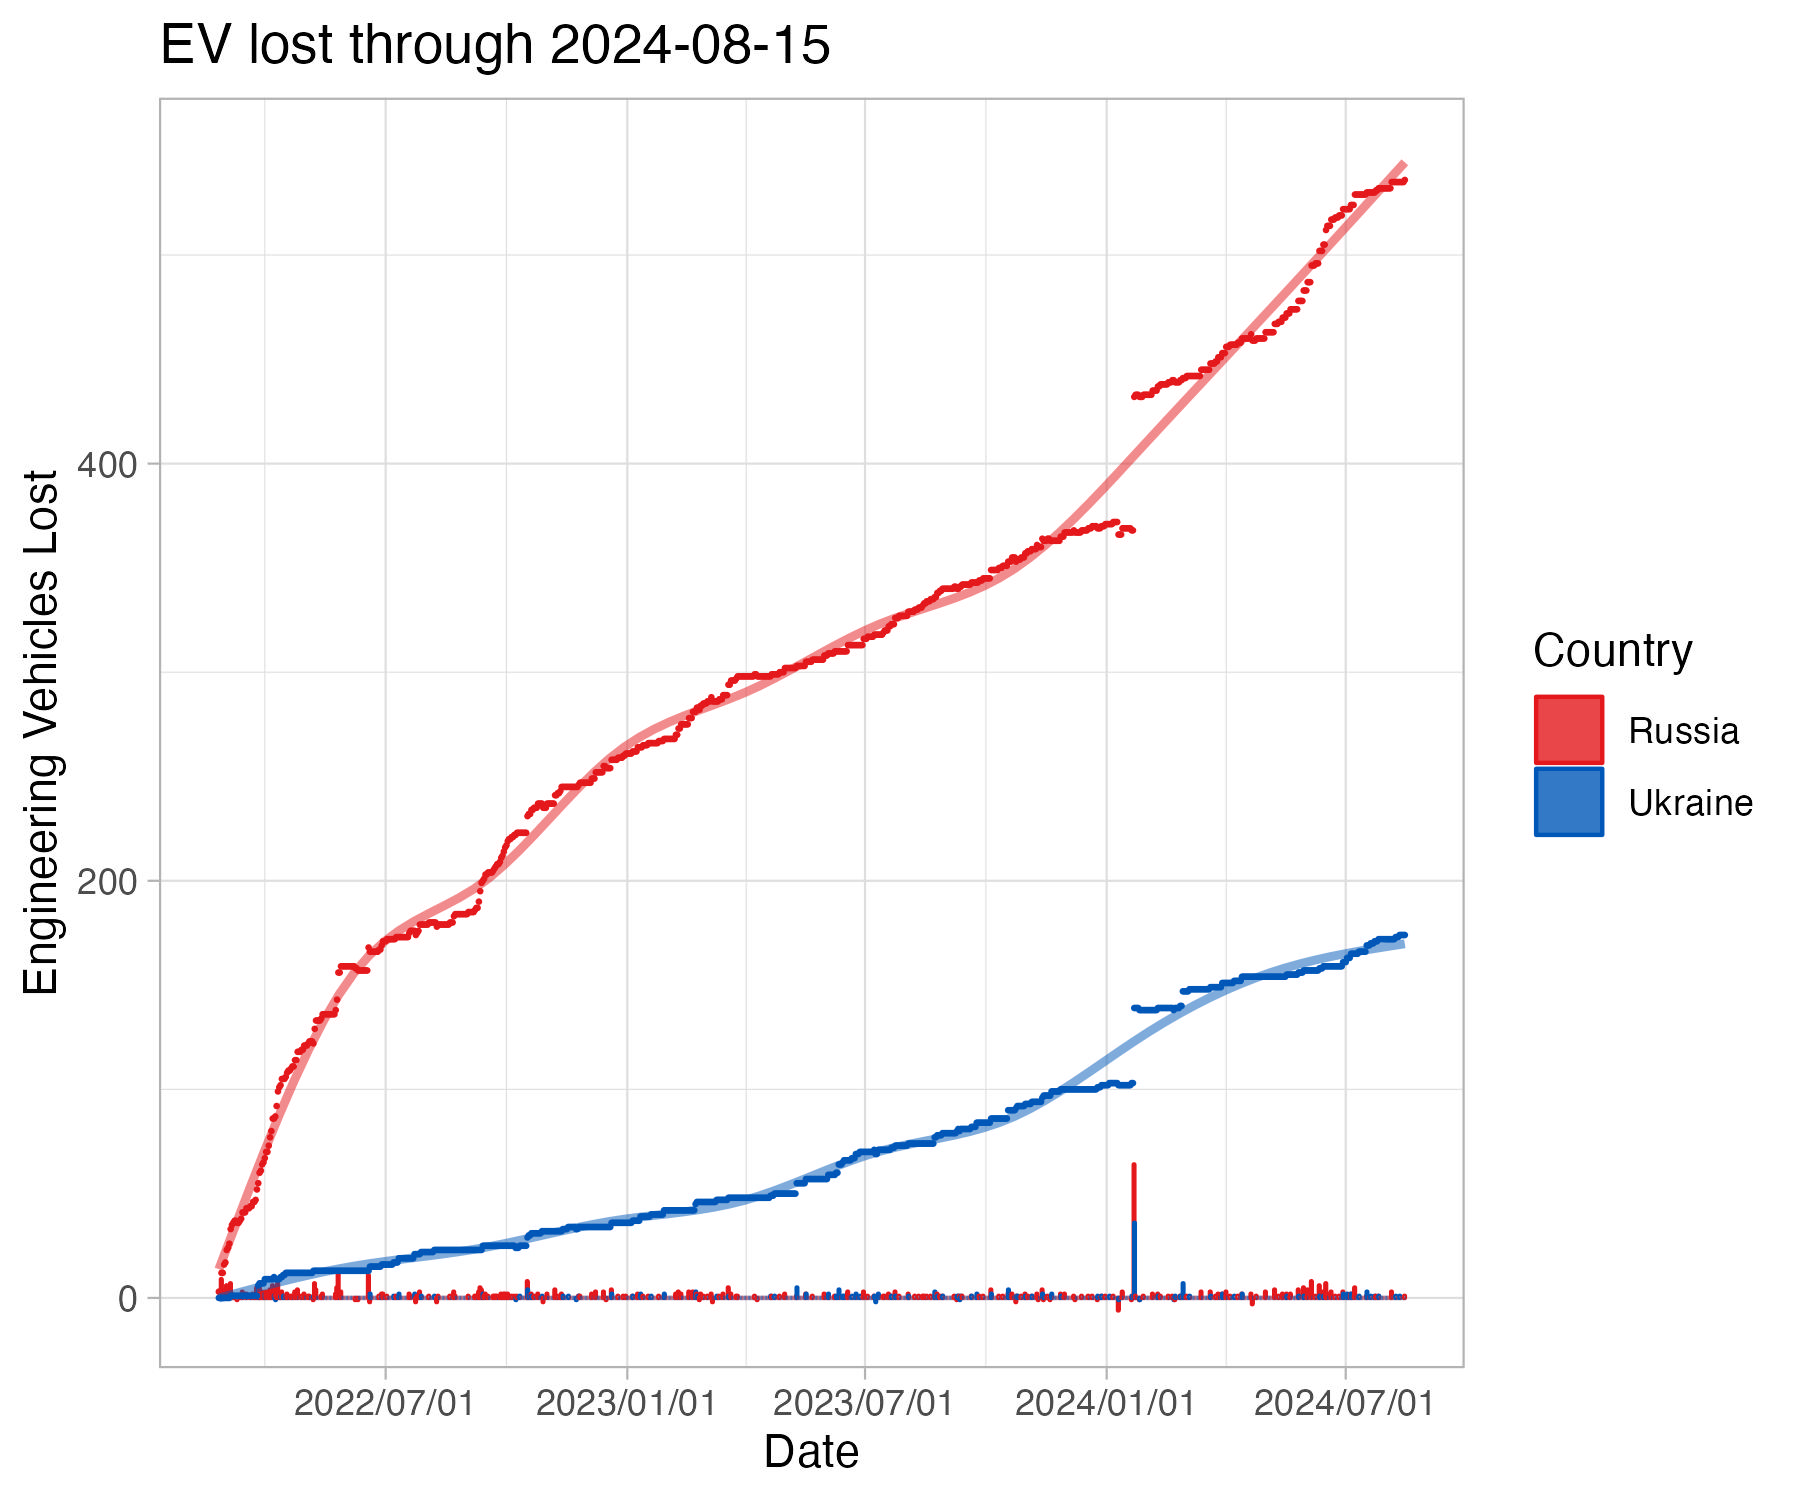 EV lost through 2024-08-15
Engineering Vehicles Lost
400
200
0
2022/07/01 2023/01/01 2023/07/01 2024/01/01 2024/07/01
Date
Country
Russia
Ukraine